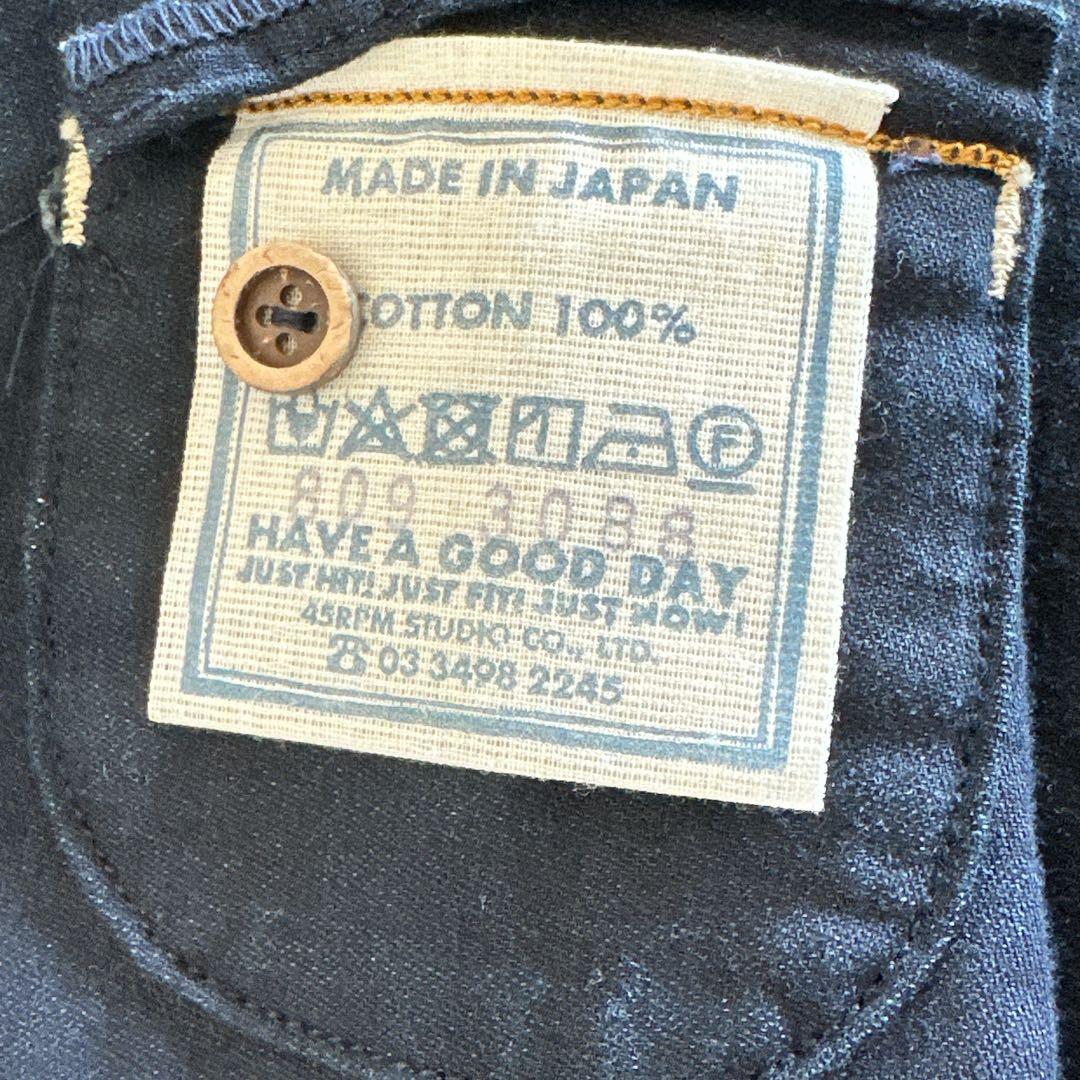 MADE IN JAPAN
COTTON 100%
F
809 3088
HAVE A GOOD DAY
JUST HIT! JUST FIT! JUST NOW!
45RPM STUDIO CO., LTD.
☎ 03 3498 2245